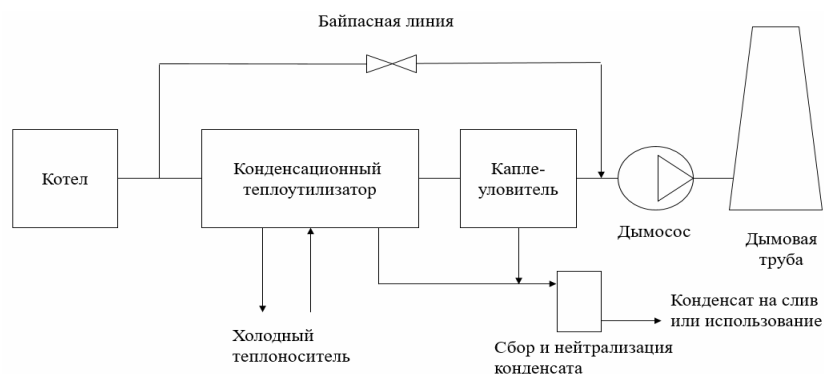 Байпасная линия
Котел
Конденсационный
теплоутилизатор
Капле-
уловитель
Дымосос
Дымовая
труба
Холодный
теплоноситель
Сбор и нейтрализация
конденсата
Конденсат на слив
или использование